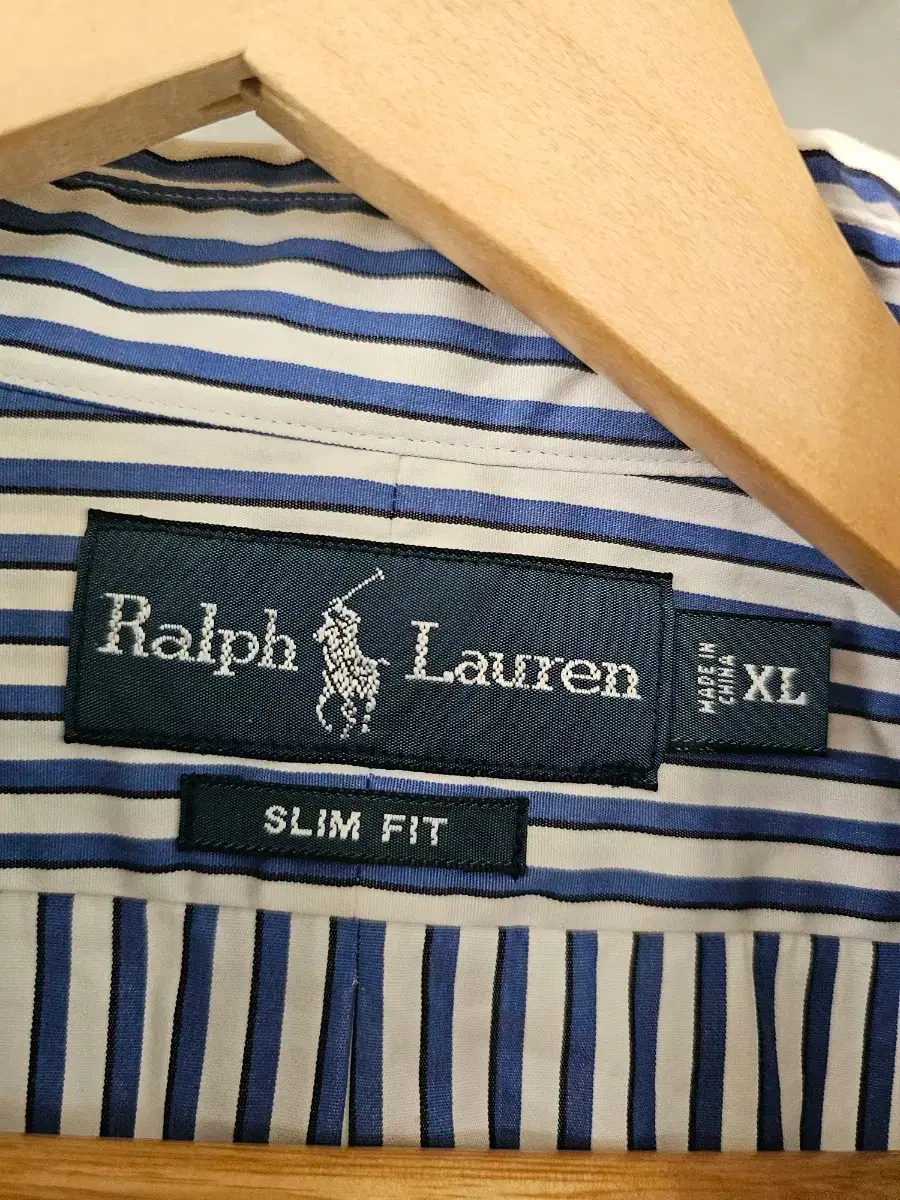 Ralph Lauren
MADE IN
CHINA
XL
SLIM FIT